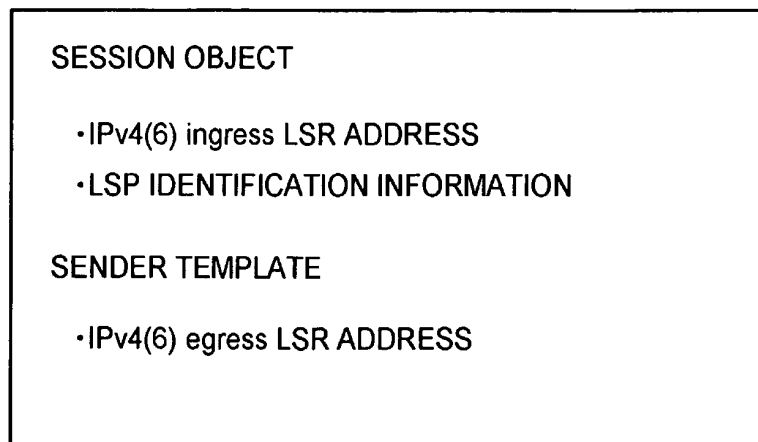 SESSION OBJECT
·IPv4(6) ingress LSR ADDRESS
·LSP IDENTIFICATION INFORMATION
SENDER TEMPLATE
·IPv4(6) egress LSR ADDRESS